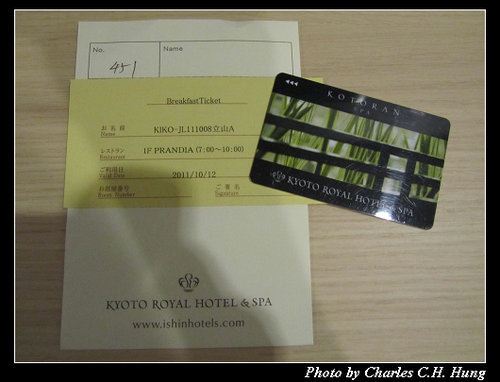 No.
Name
451
BreakfastTicket
お名前
Name
KIKO-JL111008立山A
レストラン
Restaurant
1F PRANDIA (7:00~10:00)
ご利用日
Valid Date
2011/10/12
お部屋番号
Room Number
ご署名
Signature
KYOTO ROYAL HOTEL & SPA
www.ishinhotels.com
KOTORAN
SPA
KYOTO ROYAL HOTEL & SPA
Photo by Charles C.H. Hung